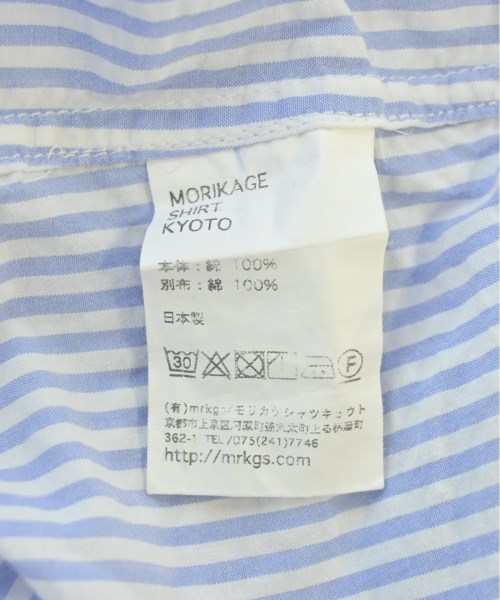 MORIKAGE
SHIRT
KYOTO
本体：綿 100%
別布：綿 100%
日本製
30 F
(有)mrkgs/モリカゲシャツキョウト
京都市上京区河原町通丸太町上る桝屋町
362-1 TEL/075(241)7746
http://mrkgs.com